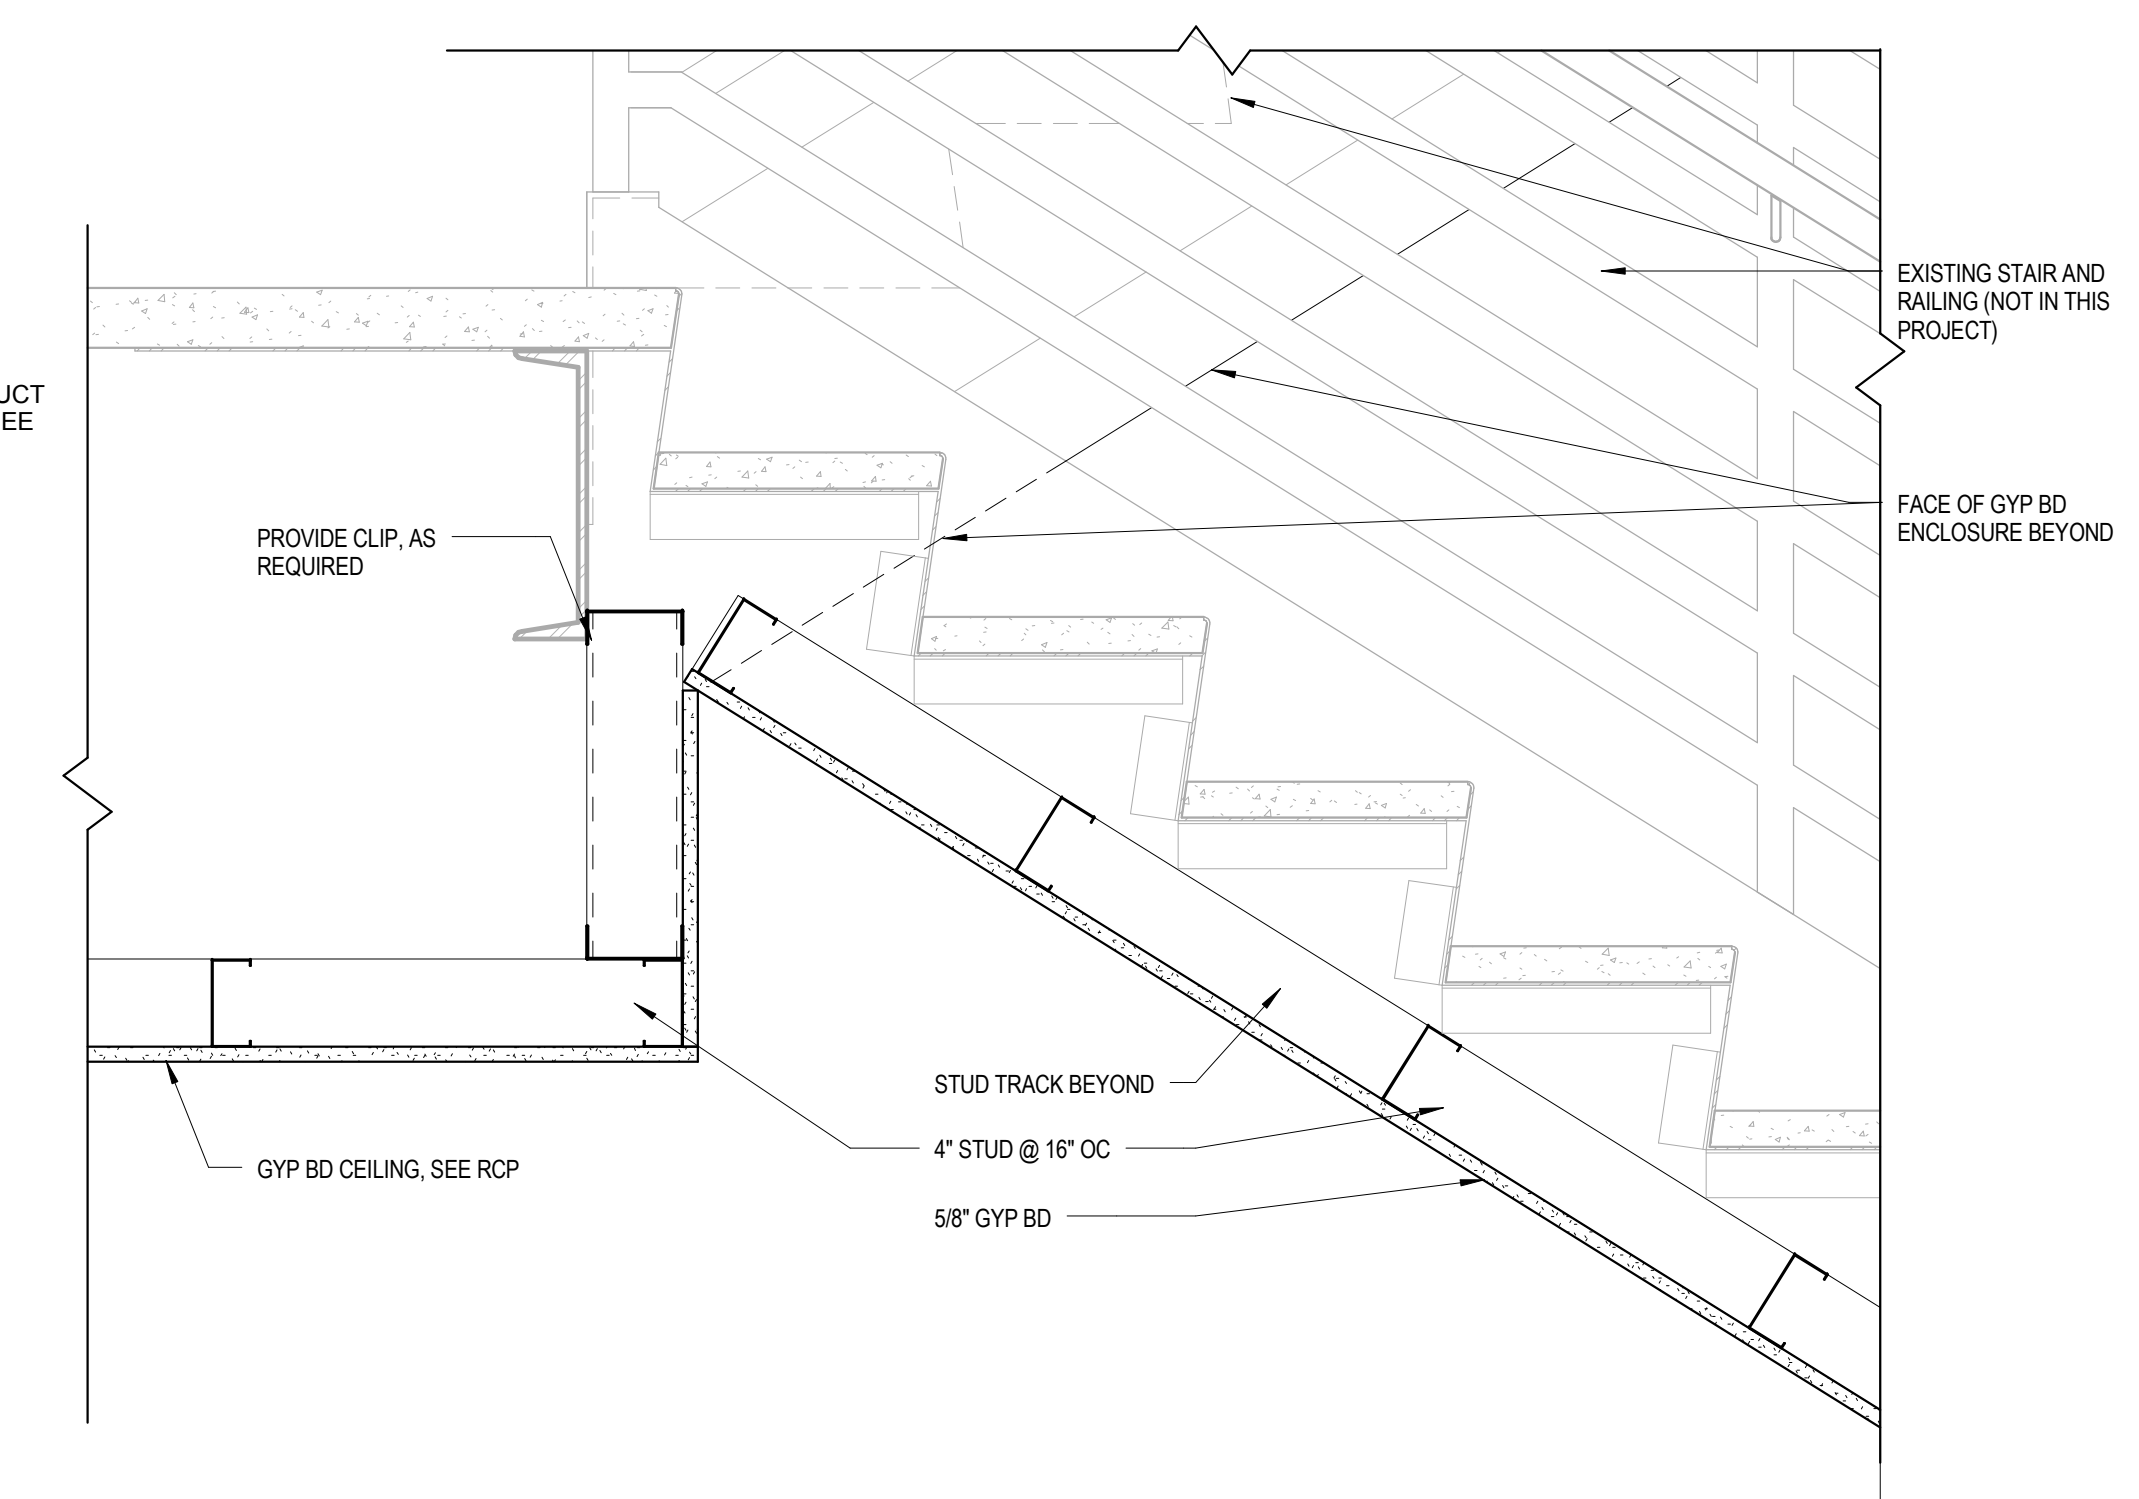 EXISTING STAIR AND
RAILING (NOT IN THIS
PROJECT)
EE
FACE OF GYP BD
ENCLOSURE BEYOND
PROVIDE CLIP, AS
REQUIRED
STUD TRACK BEYOND
4" STUD @ 16" OC
GYP BD CEILING, SEE RCP
5/8" GYP BD